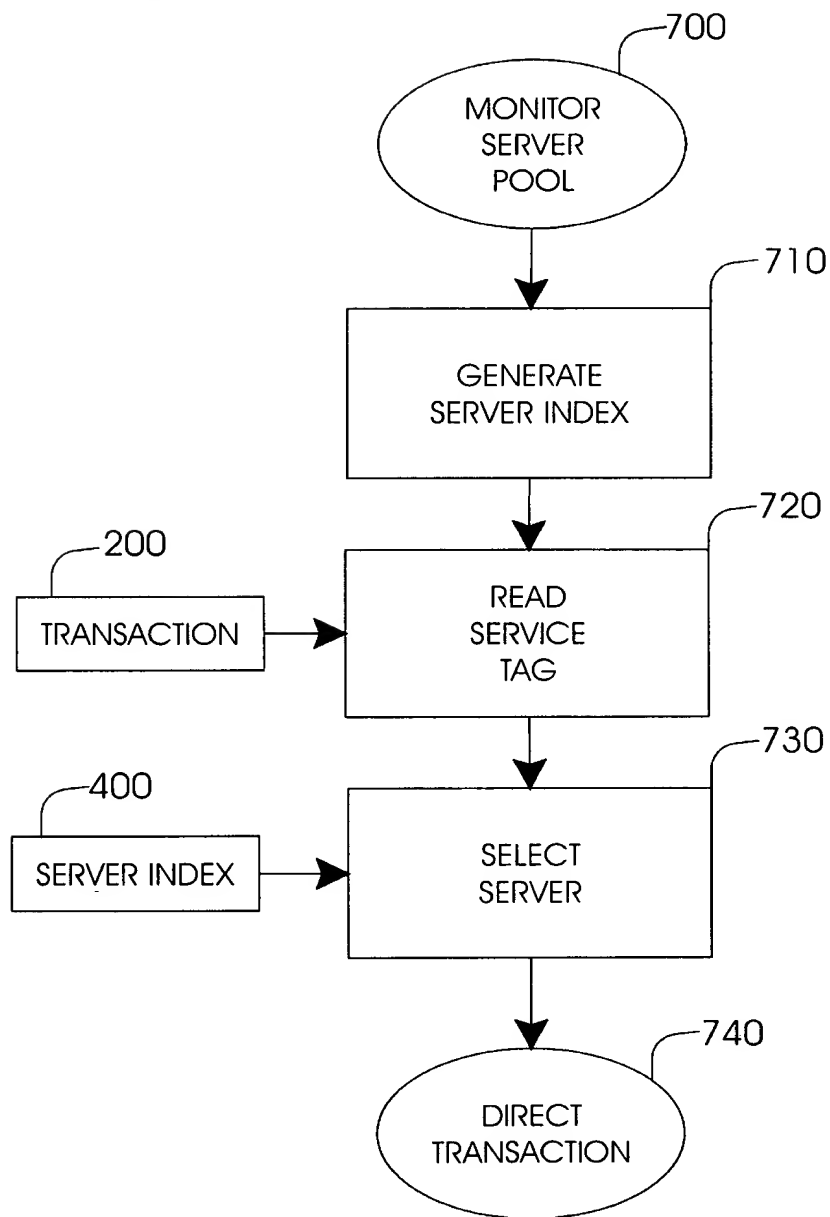 700
MONITOR
SERVER
POOL
710
GENERATE
SERVER INDEX
720
200
READ
SERVICE
TAG
TRANSACTION
730
400
SELECT
SERVER
SERVER INDEX
740
DIRECT
TRANSACTION